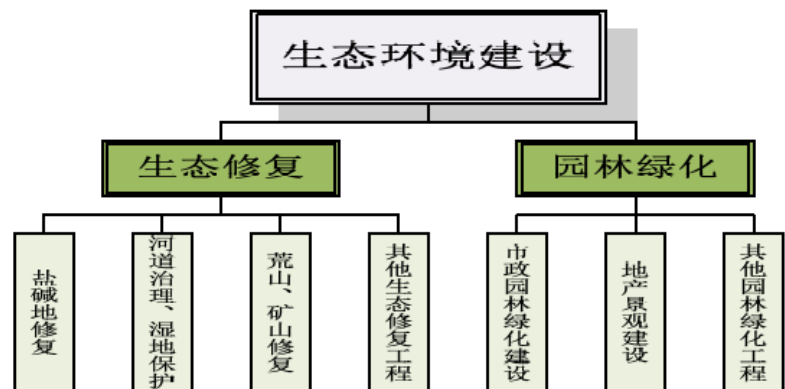 生态环境建设
生态修复
园林绿化
盐碱地修复
河道治理、湿地保护
荒山、矿山修复
其他生态修复工程
市政园林绿化建设
地产景观建设
其他园林绿化工程